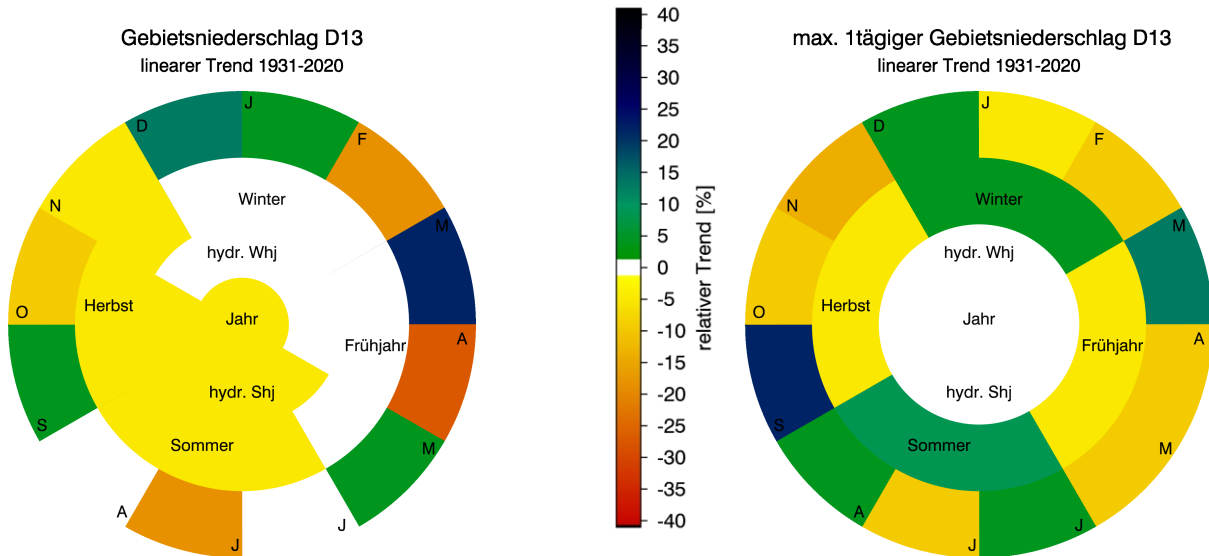 Gebietsniederschlag D13
linearer Trend 1931-2020
J
F
M
A
M
J
J
A
S
O
N
D
Winter
hydr. Whj
Herbst
Jahr
Frühjahr
hydr. Shj
Sommer
40
35
30
25
20
15
10
5
0
-5
-10
-15
-20
-25
-30
-35
-40
relativer Trend [%]
max. 1tägiger Gebietsniederschlag D13
linearer Trend 1931-2020
J
F
M
A
M
J
J
A
S
O
N
D
Winter
hydr. Whj
Herbst
Jahr
Frühjahr
hydr. Shj
Sommer